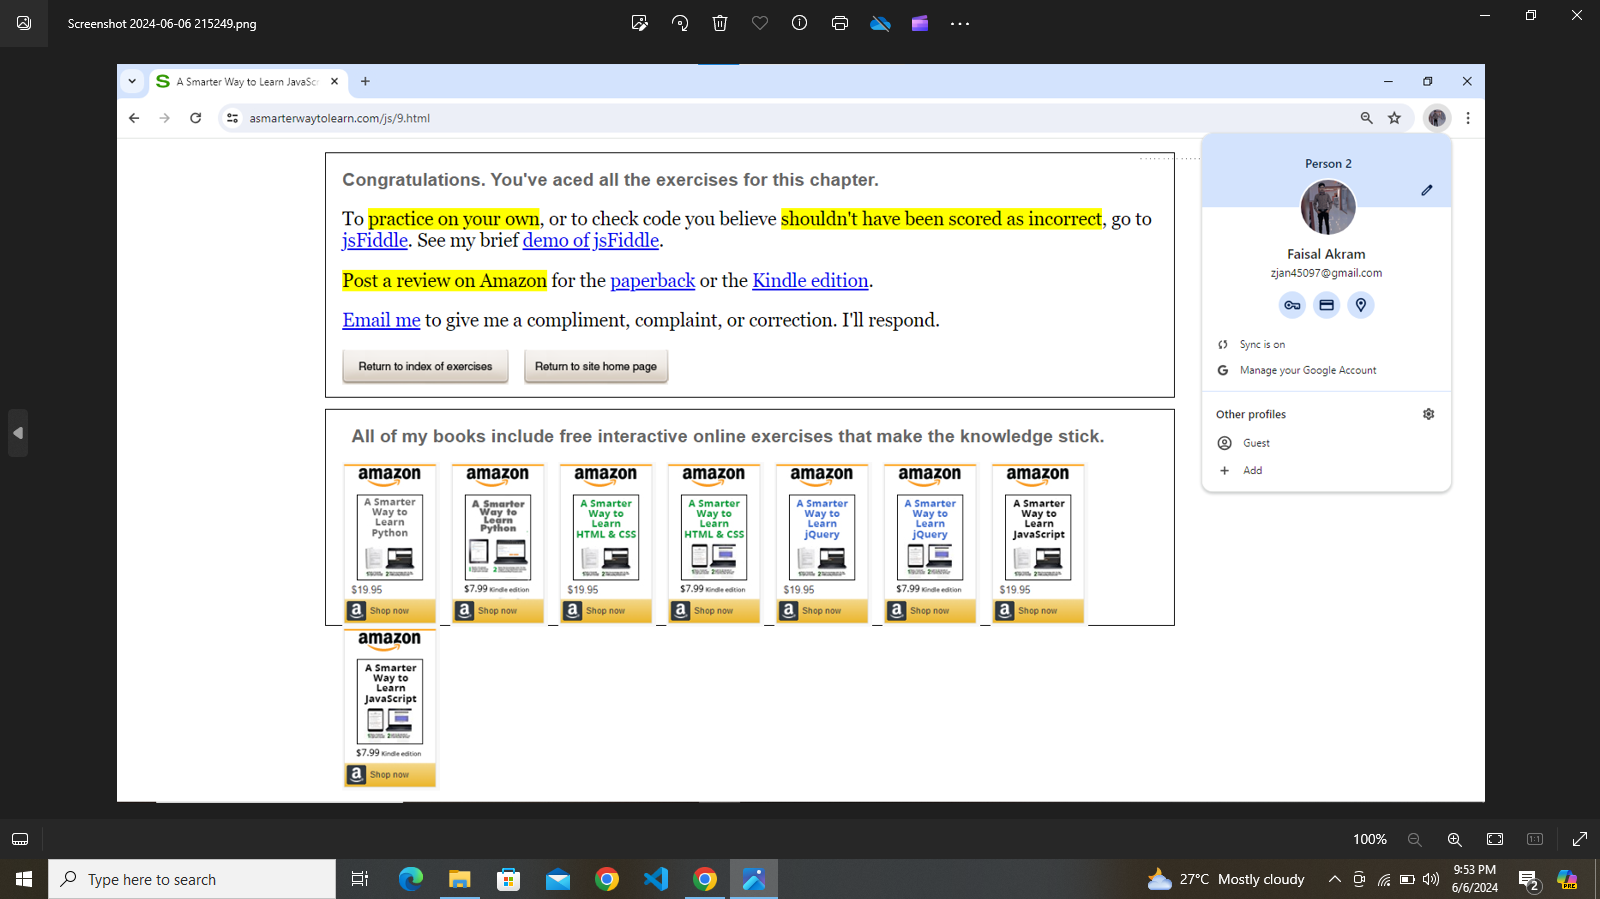 Screenshot 2024-06-06 215249.png
A Smarter Way to Learn JavaScr
asmarterwaytolearn.com/js/9.html
Congratulations. You've aced all the exercises for this chapter.
To practice on your own, or to check code you believe shouldn't have been scored as incorrect, go to
jsFiddle. See my brief demo of jsFiddle.
Post a review on Amazon for the paperback or the Kindle edition.
Email me to give me a compliment, complaint, or correction. I'll respond.
Return to index of exercises Return to site home page
Person 2
Faisal Akram
zjan45097@gmail.com
Sync is on
Manage your Google Account
Other profiles
Guest
Add
All of my books include free interactive online exercises that make the knowledge stick.
amazon
A Smarter
Way to
Learn
Python
$19.95
Shop now
amazon
A Smarter
Way to
Learn
Python
$7.99 Kindle edition
Shop now
amazon
A Smarter
Way to
Learn
HTML & CSS
$19.95
Shop now
amazon
A Smarter
Way to
Learn
HTML & CSS
$7.99 Kindle edition
Shop now
amazon
A Smarter
Way to
Learn
jQuery
$19.95
Shop now
amazon
A Smarter
Way to
Learn
jQuery
$7.99 Kindle edition
Shop now
amazon
A Smarter
Way to
Learn
JavaScript
$19.95
Shop now
amazon
A Smarter
Way to
Learn
JavaScript
$7.99 Kindle edition
Shop now
100%
Type here to search
27°C Mostly cloudy
9:53 PM
6/6/2024
2